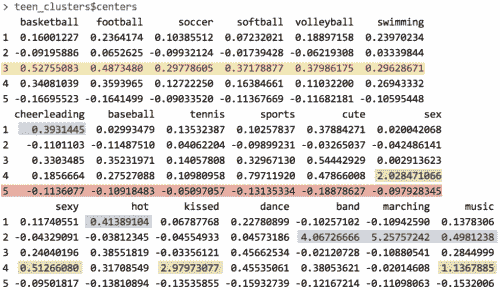 > teen_clusters$centers
basketball football soccer softball volleyball swimming
1 0.16001227 0.2364174 0.10385512 0.07232021 0.18897158 0.23970234
2 -0.09195886 0.0652625 -0.09932124 -0.01739428 -0.06219308 0.03339844
3 0.52755083 0.4873480 0.29778605 0.37178877 0.37986175 0.29628671
4 0.34081039 0.3593965 0.12722250 0.16384661 0.11032200 0.26943332
5 -0.16695523 -0.1641499 -0.09033520 -0.11367669 -0.11682181 -0.10595448
cheerleading baseball tennis sports cute sex
1 0.3931445 0.02993479 0.13532387 0.10257837 0.37884271 0.020042068
2 -0.1101103 -0.11487510 0.04062204 -0.09899231 -0.03265037 -0.042486141
3 0.3303485 0.35231971 0.14057808 0.32967130 0.54442929 0.002913623
4 0.1856664 0.27527088 0.10980958 0.79711920 0.47866008 2.028471066
5 -0.1136077 -0.10918483 -0.05097057 -0.13135334 -0.18878627 -0.097928345
sexy hot kissed dance band marching music
1 0.11740551 0.41389104 0.06787768 0.22780899 -0.10257102 -0.10942590 0.1378306
2 -0.04329091 -0.03812345 -0.04554933 0.04573186 4.06726666 5.25757242 0.4981238
3 0.24040196 0.38551819 -0.03356121 0.45662534 -0.02120728 -0.10880541 0.2844999
4 0.51266080 0.31708549 2.97973077 0.45535061 0.38053621 -0.02014608 1.1367885
5 -0.09501817 -0.13810894 -0.13535855 -0.15932739 -0.12167214 -0.11098063 -0.1532006